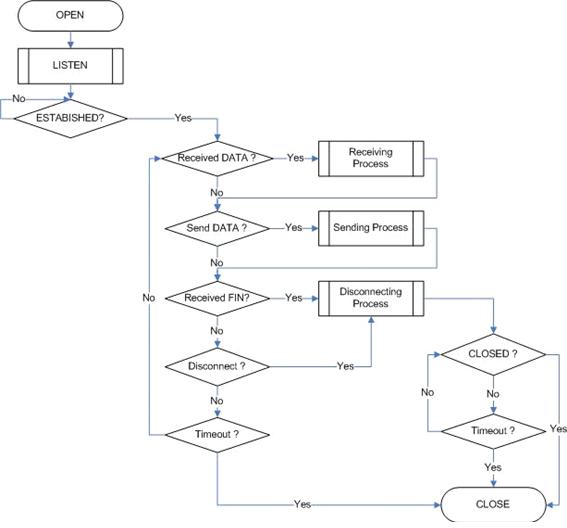 OPEN
LISTEN
No
ESTABISHED?
Yes
Received DATA ?
Yes
Receiving
Process
No
Send DATA ?
Yes
Sending Process
No
Received FIN?
Yes
Disconnecting
Process
No
No
Disconnect ?
Yes
CLOSED ?
No
No
No
Timeout ?
Timeout ?
Yes
Yes
Yes
CLOSE